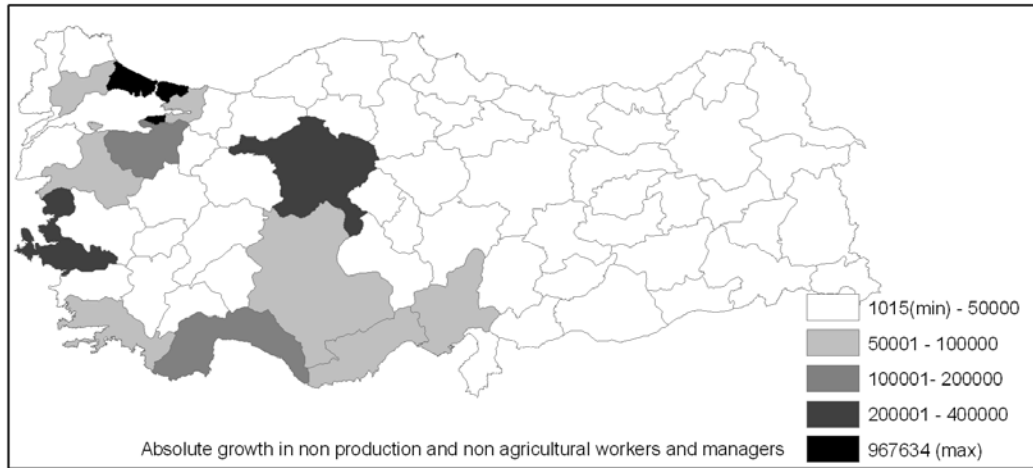 1015(min) - 50000
50001 - 100000
100001- 200000
200001 - 400000
967634 (max)
Absolute growth in non production and non agricultural workers and managers